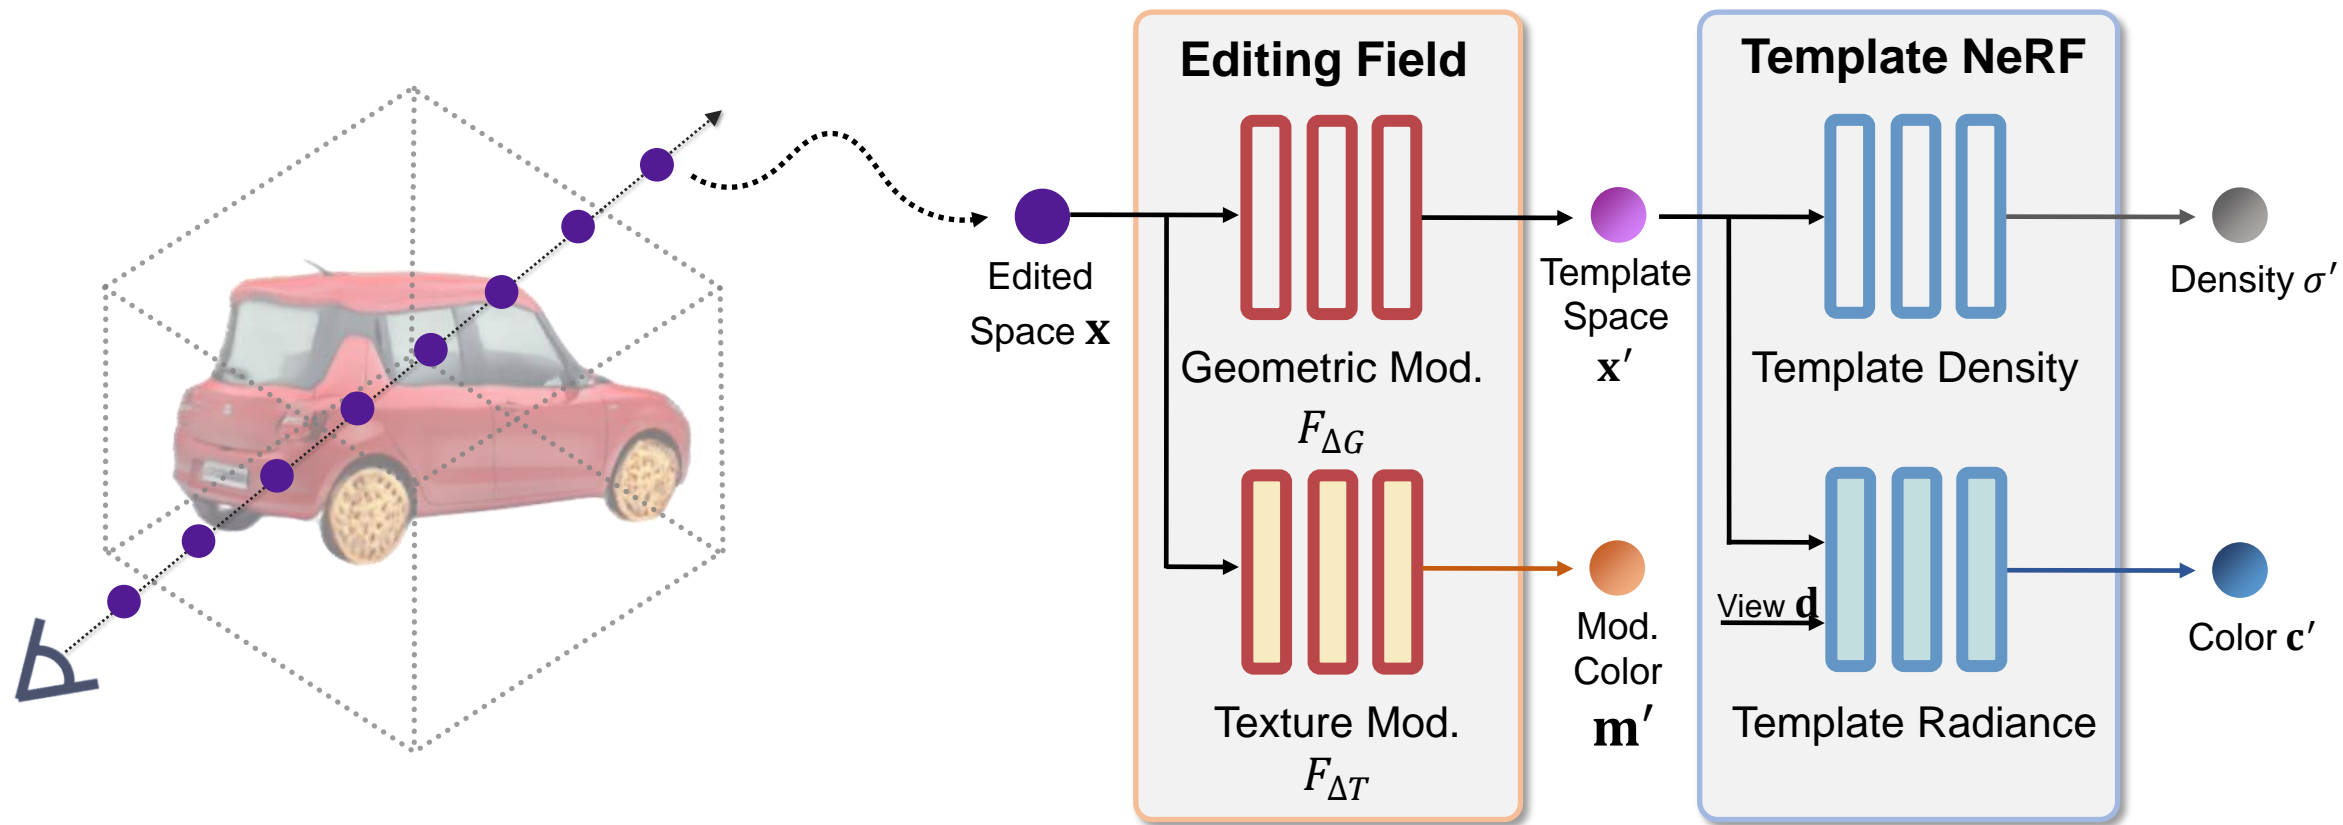 Editing Field
Template NeRF
Edited
Space x
Geometric Mod.
F_ΔG
Template
Space
x′
Template Density
Density σ′
Texture Mod.
F_ΔT
Mod.
Color
m′
View d
Template Radiance
Color c′